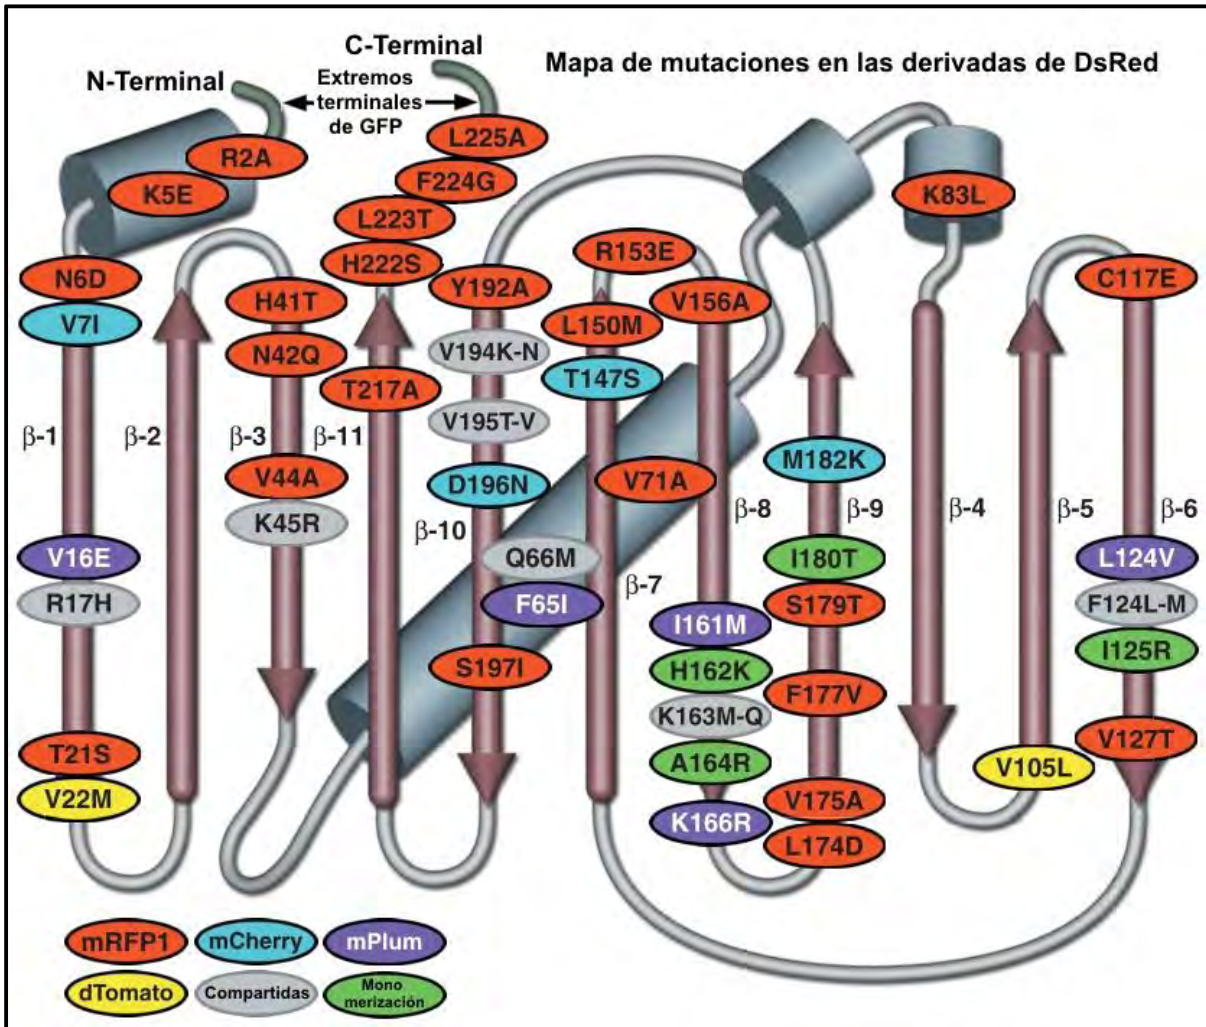 Mapa de mutaciones en las derivadas de DsRed
C-Terminal
N-Terminal
Extremos
terminales
de GFP
R2A
K5E
L225A
F224G
L223T
H222S
K83L
N6D
V7I
H41T
N42Q
T217A
Y192A
V194K-N
V195T-V
D196N
R153E
L150M
V156A
T147S
C117E
β-1
β-2
β-3
β-11
V44A
K45R
V71A
M182K
β-10
β-8
β-9
β-4
β-5
β-6
V16E
R17H
Q66M
F65I
β-7
I180T
S179T
L124V
F124L-M
I125R
I161M
H162K
K163M-Q
A164R
K166R
S197I
F177V
V175A
L174D
V127T
V105L
T21S
V22M
mRFP1
mCherry
mPlum
dTomato
Compartidas
Mono
merización